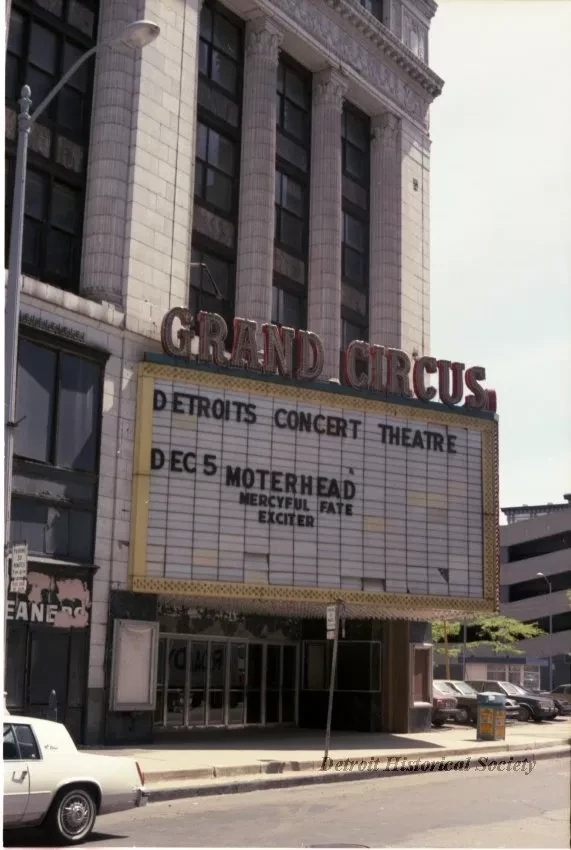 GRAND CIRCUS
DETROITS CONCERT THEATRE
DEC 5 MOTERHEAD
MERCYFUL FATE
EXCITER
EANERS
Detroit Historical Society